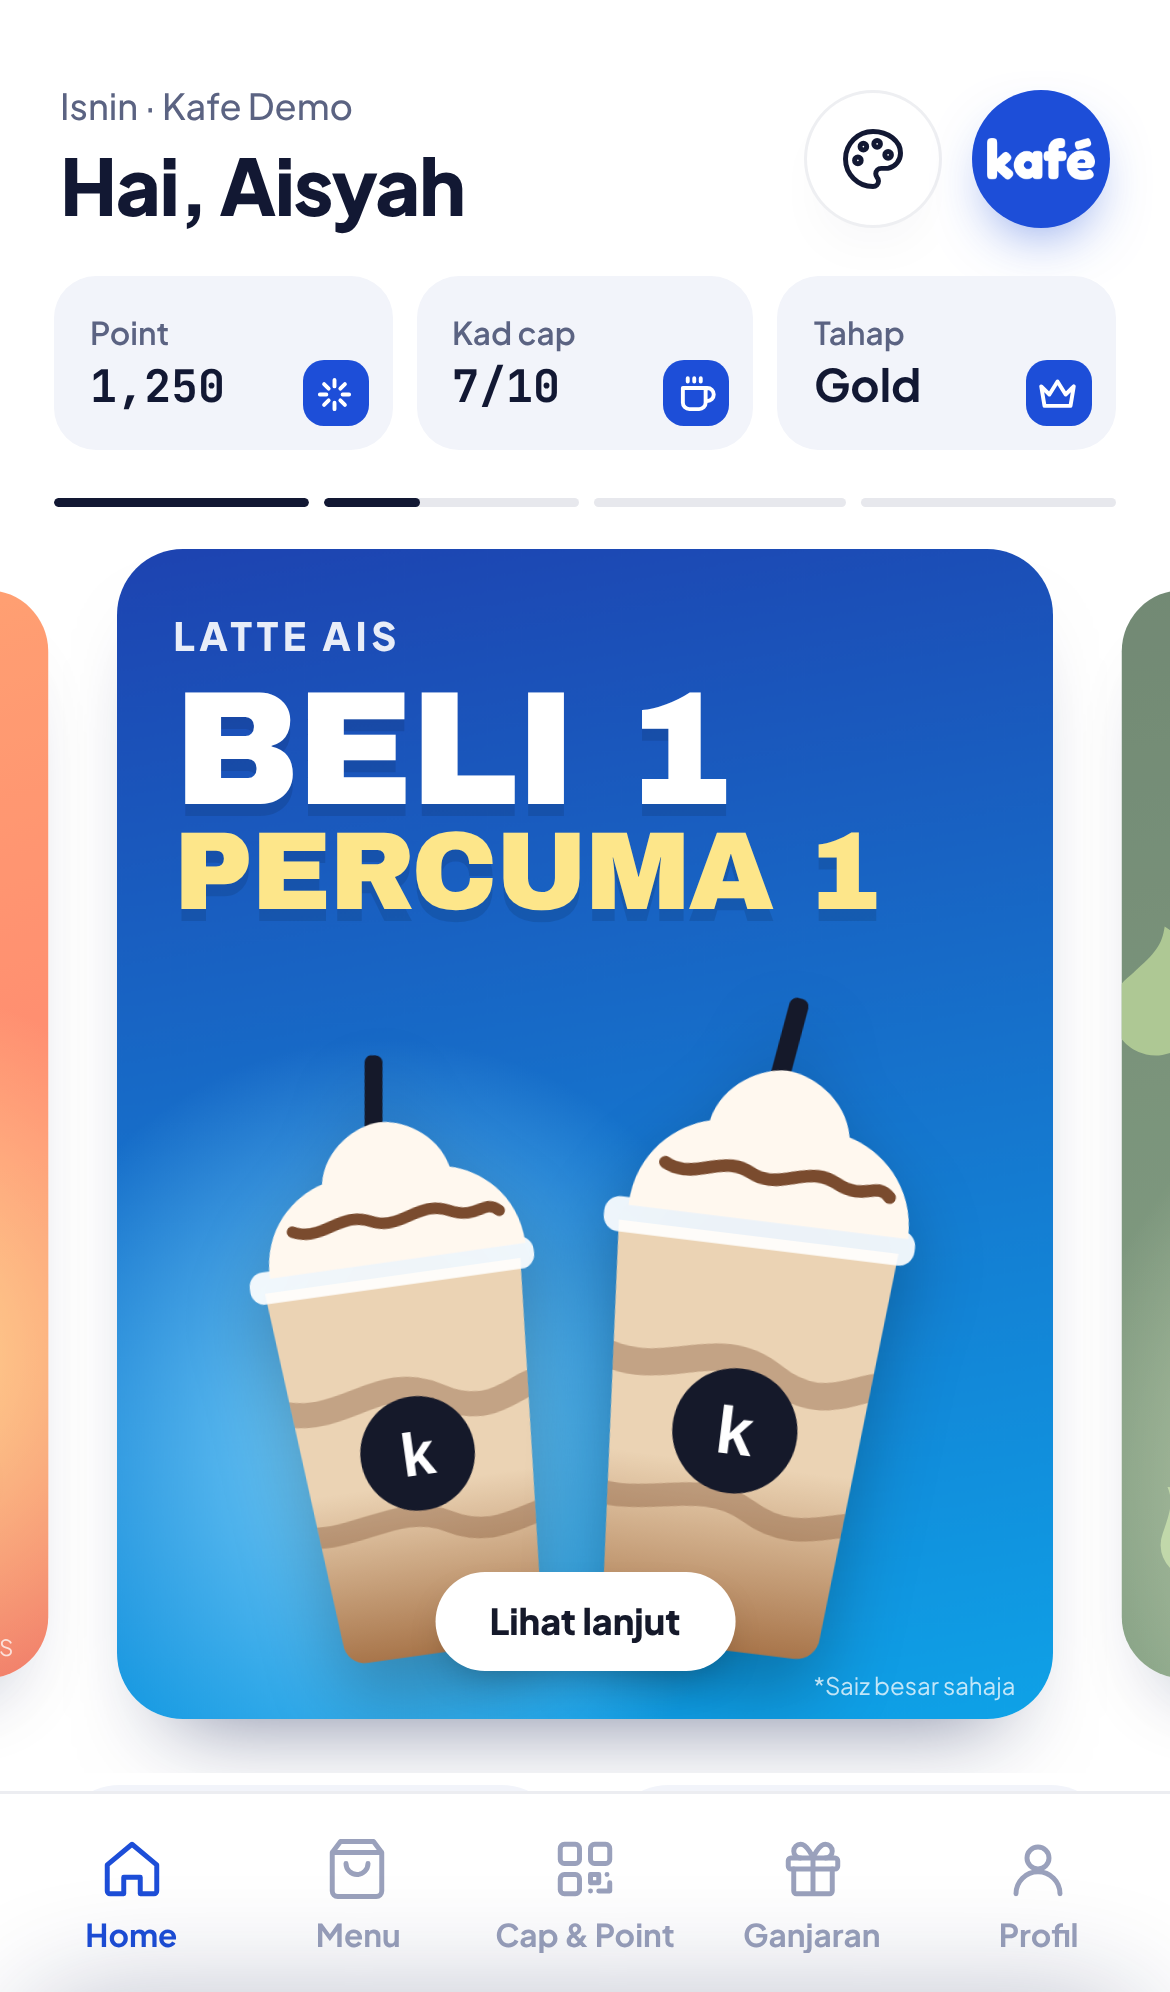 Isnin · Kafe Demo
Hai, Aisyah
kafé
Point
1,250
Kad cap
7/10
Tahap
Gold
LATTE AIS
BELI 1
PERCUMA 1
k
k
Lihat lanjut
*Saiz besar sahaja
s
Home
Menu
Cap & Point
Ganjaran
Profil